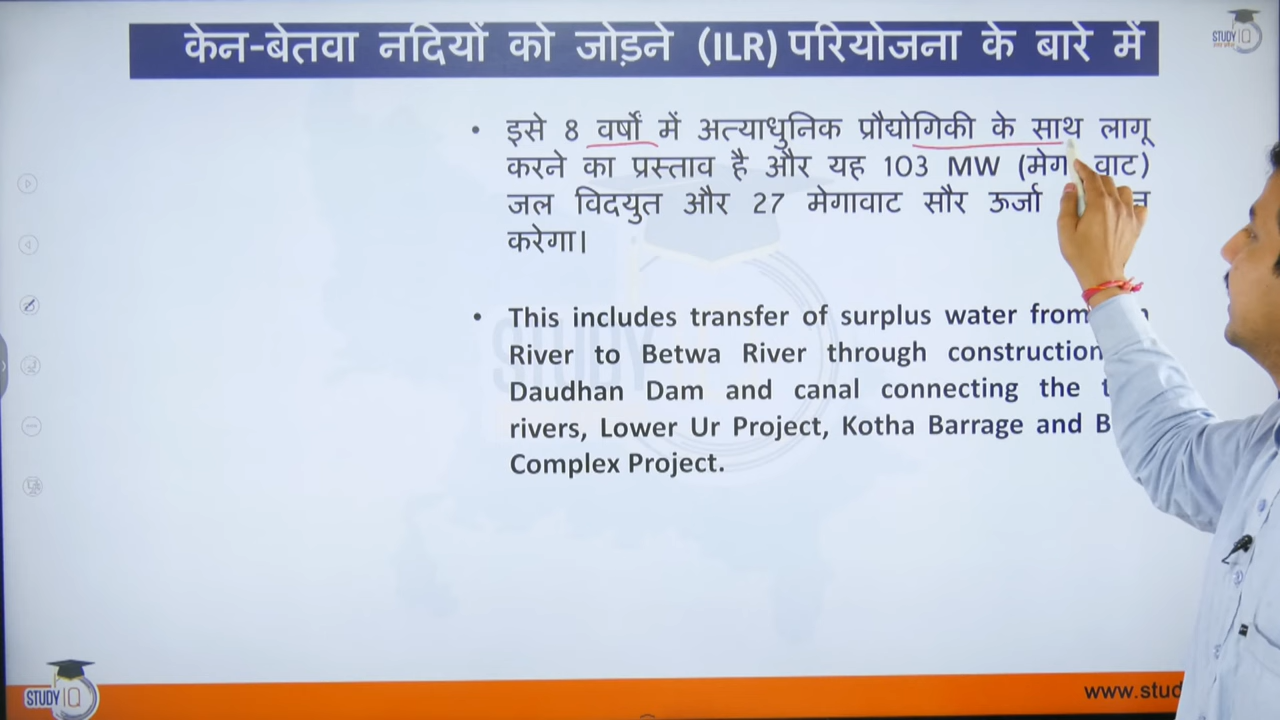 केन-बेतवा नदियों को जोड़ने (ILR) परियोजना के बारे में
STUDY IQ
• इसे 8 वर्षों में अत्याधुनिक प्रौद्योगिकी के साथ लागू
करने का प्रस्ताव है और यह 103 MW (मेग वाट)
जल विदयुत और 27 मेगावाट सौर ऊर्जा
करेगा।
• This includes transfer of surplus water from
River to Betwa River through construction
Daudhan Dam and canal connecting the
rivers, Lower Ur Project, Kotha Barrage and
Complex Project.
STUDY IQ
www.stud